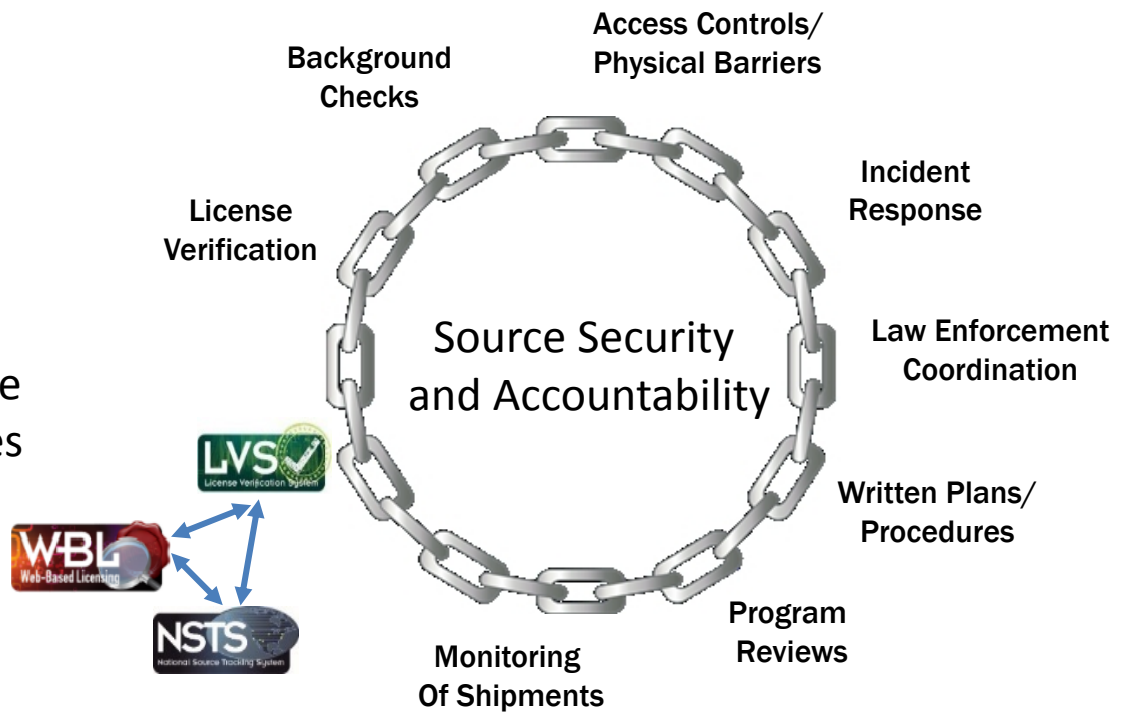 Access Controls/
Physical Barriers
Background
Checks
Incident
Response
License
Verification
Law Enforcement
Coordination
Source Security
and Accountability
e
es
LVS
License Verification System
Written Plans/
Procedures
WBL
Web-Based Licensing
NSTS
National Source Tracking System
Program
Reviews
Monitoring
Of Shipments